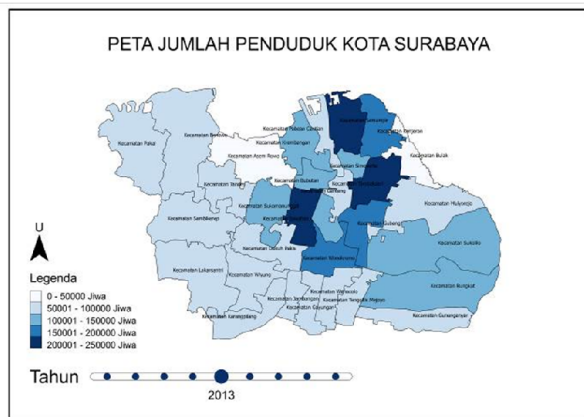 PETA JUMLAH PENDUDUK KOTA SURABAYA
Kecamatan Semampir
Kecamatan Pabean Cantian
Kecamatan Kenjeran
Kecamatan Krembangan
Kecamatan Benowo
Kecamatan Pakal
Kecamatan Asem Rowo
Kecamatan Bulak
Kecamatan Simokerto
Kecamatan Tandes
Kecamatan Bubutan
Kecamatan Genteng
Kecamatan Mulyorejo
Kecamatan Sukomanunggal
Kecamatan Sambikerep
Kecamatan Gubeng
Kecamatan Sukolilo
Kecamatan Dukuh Pakis
Kecamatan Wonokromo
Kecamatan Lakarsantri
Kecamatan Wiyung
Kecamatan Rungkut
Kecamatan Wonocolo
Kecamatan Jambangan
Kecamatan Tenggilis Mejoyo
Kecamatan Gayungan
Kecamatan Karangpilang
Kecamatan Gununganyar
U
Legenda
0 - 50000 Jiwa
50001 - 100000 Jiwa
100001 - 150000 Jiwa
150001 - 200000 Jiwa
200001 - 250000 Jiwa
Tahun
2013